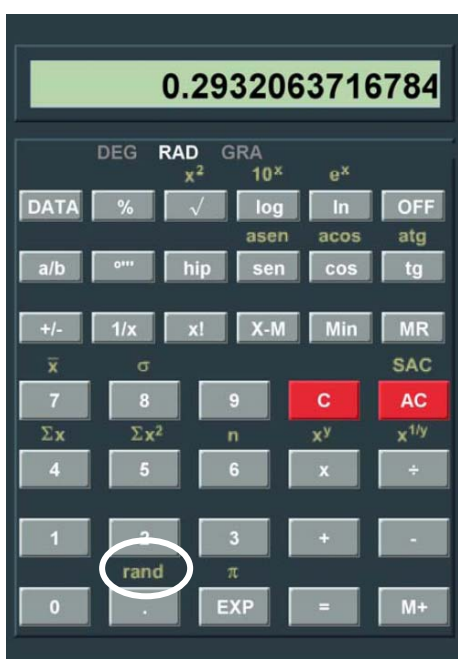 0.2932063716784
DEG RAD GRA
x² 10ˣ eˣ
DATA % √ log ln OFF
asen acos atg
a/b °''' hip sen cos tg
+/- 1/x x! X-M Min MR
x̅ σ SAC
7 8 9 C AC
Σx Σx² n xʸ x¹/ʸ
4 5 6 x ÷
1 2 3 + -
rand π
0 . EXP = M+